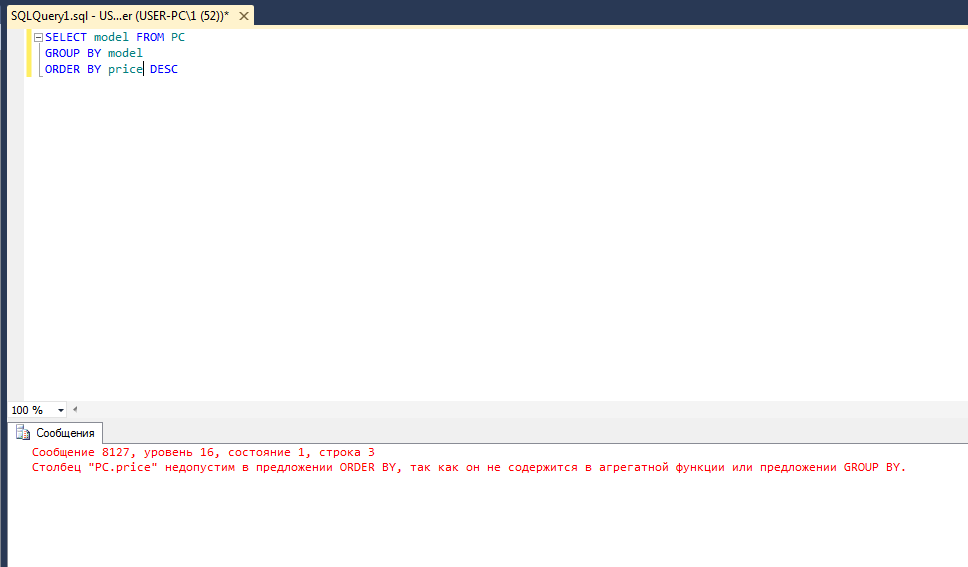 SQLQuery1.sql - US...er (USER-PC\1 (52))*
SELECT model FROM PC
GROUP BY model
ORDER BY price DESC
100 %
Сообщения
Сообщение 8127, уровень 16, состояние 1, строка 3
Столбец "PC.price" недопустим в предложении ORDER BY, так как он не содержится в агрегатной функции или предложении GROUP BY.